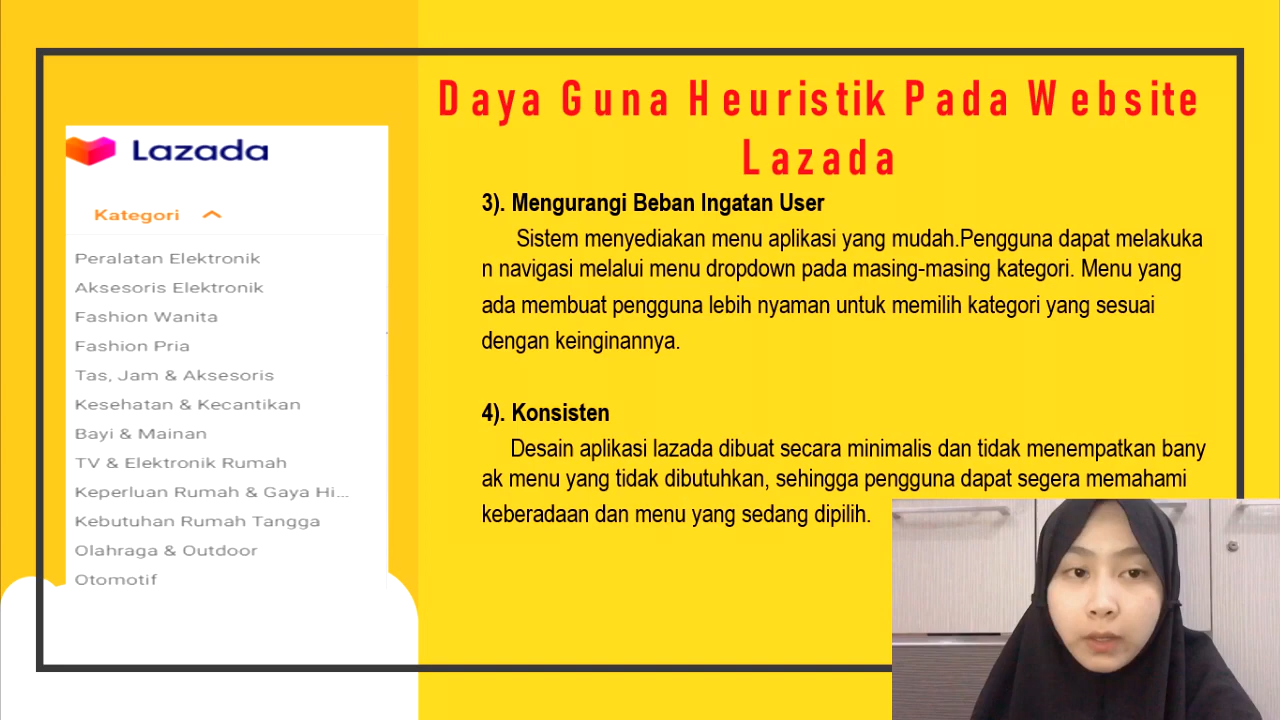 Daya Guna Heuristik Pada Website
Lazada
Lazada
Kategori
Peralatan Elektronik
Aksesoris Elektronik
Fashion Wanita
Fashion Pria
Tas, Jam & Aksesoris
Kesehatan & Kecantikan
Bayi & Mainan
TV & Elektronik Rumah
Keperluan Rumah & Gaya Hi...
Kebutuhan Rumah Tangga
Olahraga & Outdoor
Otomotif
3). Mengurangi Beban Ingatan User
Sistem menyediakan menu aplikasi yang mudah.Pengguna dapat melakuka
n navigasi melalui menu dropdown pada masing-masing kategori. Menu yang
ada membuat pengguna lebih nyaman untuk memilih kategori yang sesuai
dengan keinginannya.
4). Konsisten
Desain aplikasi lazada dibuat secara minimalis dan tidak menempatkan bany
ak menu yang tidak dibutuhkan, sehingga pengguna dapat segera memahami
keberadaan dan menu yang sedang dipilih.